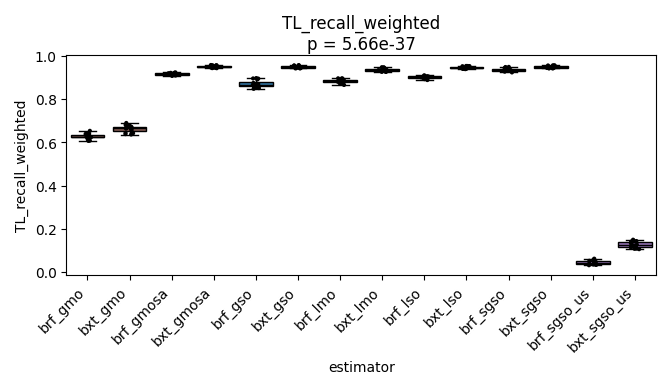 TL_recall_weighted
p = 5.66e-37
TL_recall_weighted
1.0
0.8
0.6
0.4
0.2
0.0
brf_gmo
bxt_gmo
brf_gmosa
bxt_gmosa
brf_gso
bxt_gso
brf_lmo
bxt_lmo
brf_lso
bxt_lso
brf_sgso
bxt_sgso
brf_sgso_us
bxt_sgso_us
estimator